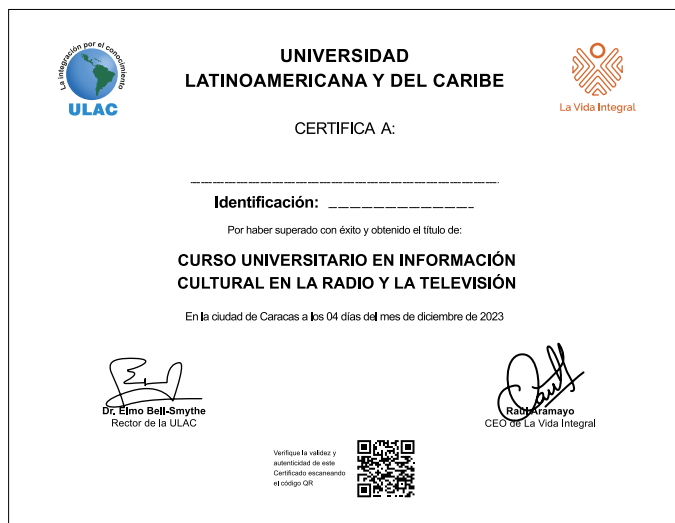 La integración por el conocimiento
ULAC
UNIVERSIDAD
LATINOAMERICANA Y DEL CARIBE
La Vida Integral
CERTIFICA A:
Identificación:
Por haber superado con éxito y obtenido el título de:
CURSO UNIVERSITARIO EN INFORMACIÓN
CULTURAL EN LA RADIO Y LA TELEVISIÓN
En la ciudad de Caracas a los 04 días del mes de diciembre de 2023
Dr. Elmo Bell-Smythe
Rector de la ULAC
Raúl Aramayo
CEO de La Vida Integral
Verifique la validez y
autenticidad de este
Certificado escaneando
el código QR